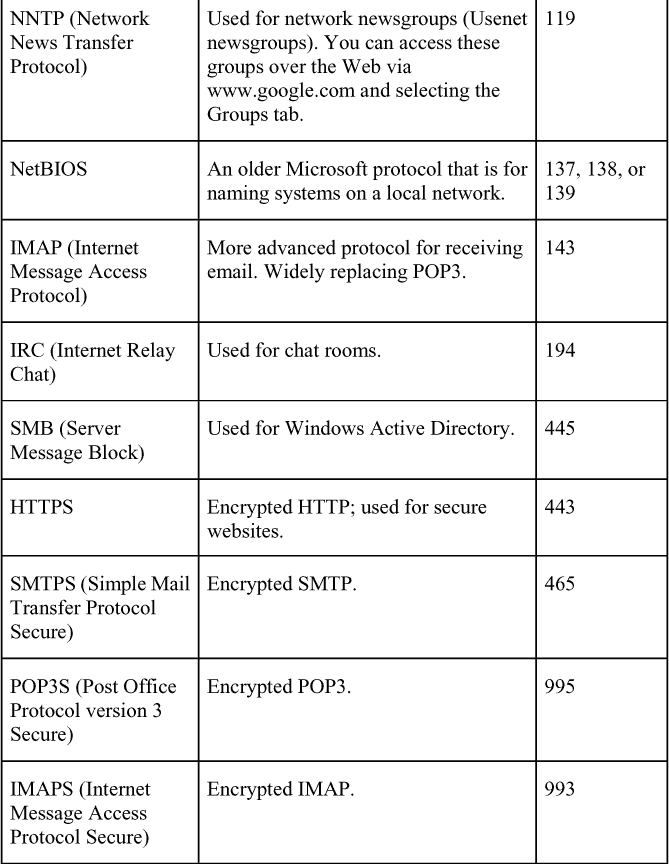 NNTP (Network
News Transfer
Protocol)
Used for network newsgroups (Usenet
newsgroups). You can access these
groups over the Web via
www.google.com and selecting the
Groups tab.
119
NetBIOS
An older Microsoft protocol that is for
naming systems on a local network.
137, 138, or
139
IMAP (Internet
Message Access
Protocol)
More advanced protocol for receiving
email. Widely replacing POP3.
143
IRC (Internet Relay
Chat)
Used for chat rooms.
194
SMB (Server
Message Block)
Used for Windows Active Directory.
445
HTTPS
Encrypted HTTP; used for secure
websites.
443
SMTPS (Simple Mail
Transfer Protocol
Secure)
Encrypted SMTP.
465
POP3S (Post Office
Protocol version 3
Secure)
Encrypted POP3.
995
IMAPS (Internet
Message Access
Protocol Secure)
Encrypted IMAP.
993